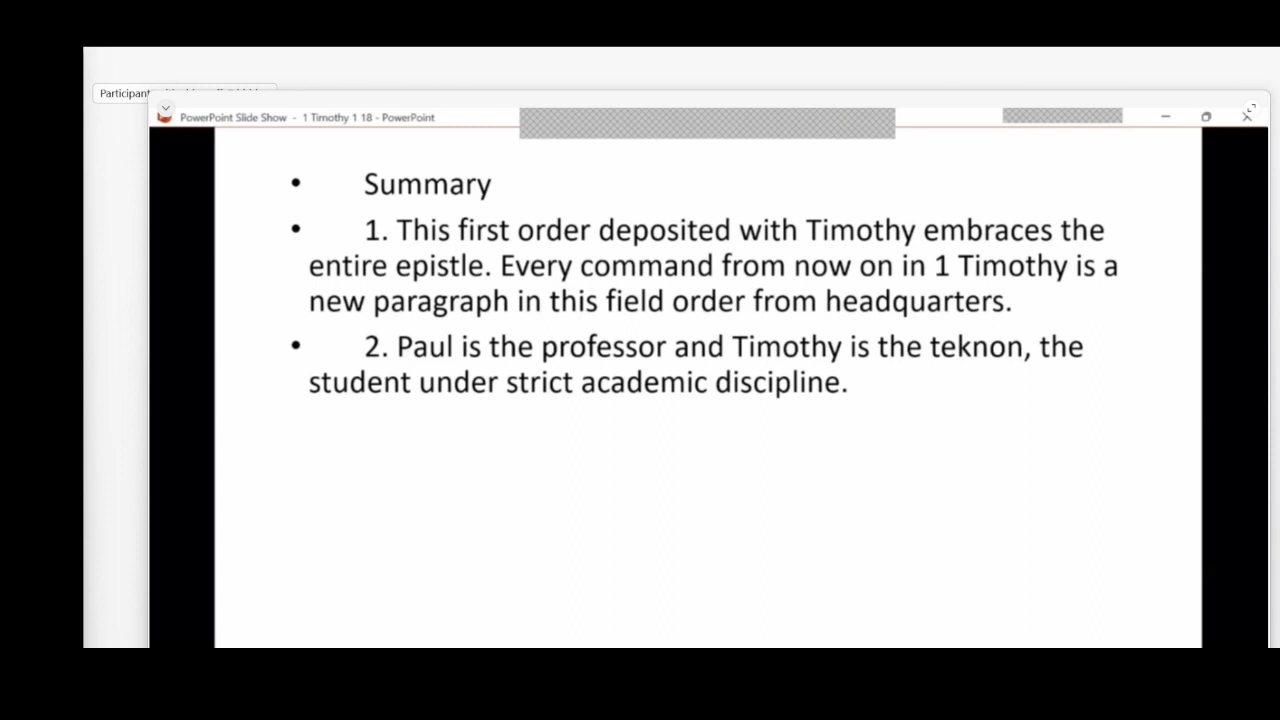 Participant
PowerPoint Slide Show - 1 Timothy 1 18 - PowerPoint
• Summary
• 1. This first order deposited with Timothy embraces the
entire epistle. Every command from now on in 1 Timothy is a
new paragraph in this field order from headquarters.
• 2. Paul is the professor and Timothy is the teknon, the
student under strict academic discipline.